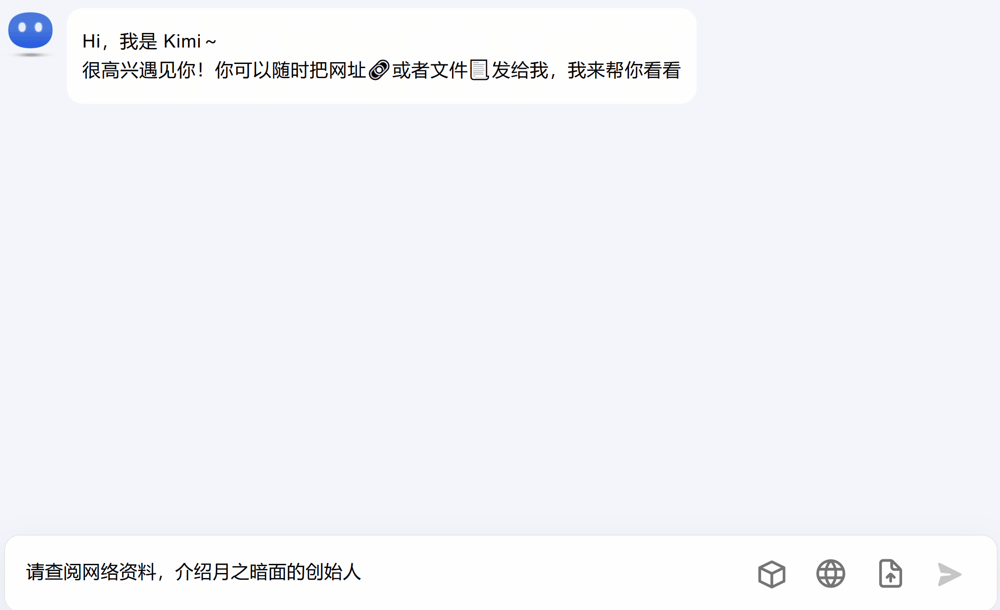 Hi，我是 Kimi～
很高兴遇见你！你可以随时把网址🔗或者文件📃发给我，我来帮你看看
请查阅网络资料，介绍月之暗面的创始人